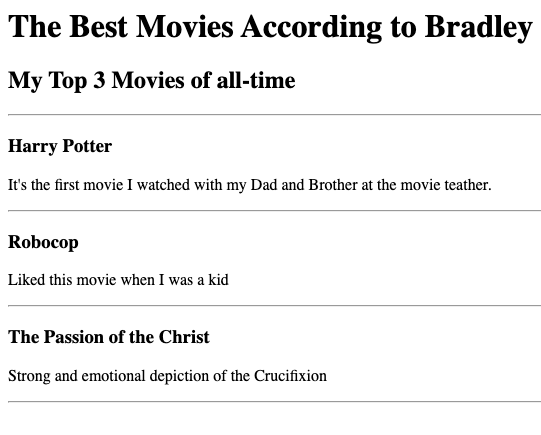 The Best Movies According to Bradley
My Top 3 Movies of all-time
Harry Potter
It's the first movie I watched with my Dad and Brother at the movie teather.
Robocop
Liked this movie when I was a kid
The Passion of the Christ
Strong and emotional depiction of the Crucifixion